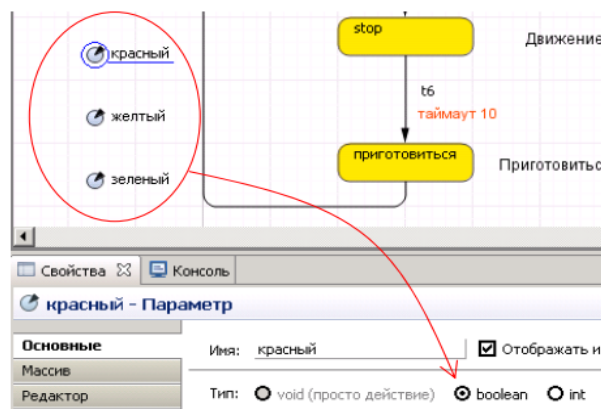 stop
Движение
красный
t6
таймаут 10
желтый
приготовиться
Приготовитьс
зеленый
Свойства Консоль
красный - Параметр
Основные
Имя: красный Отображать и
Массив
Редактор
Тип: void (просто действие) boolean int